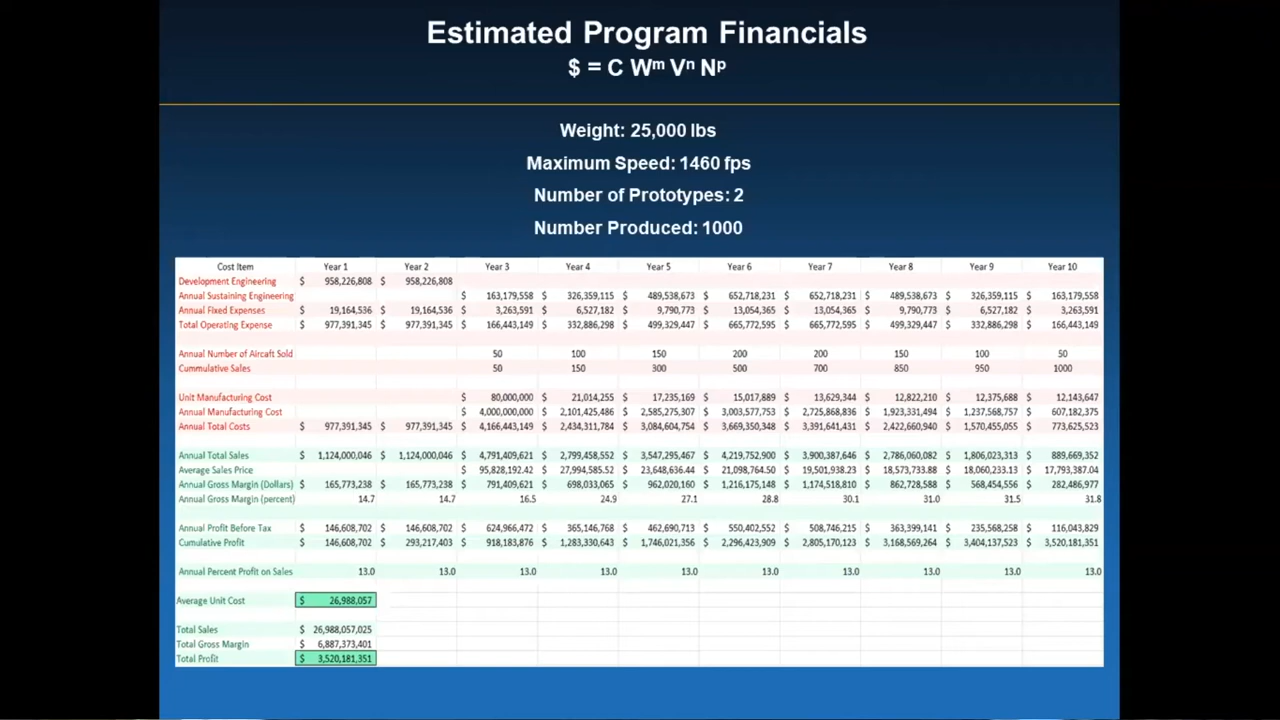 Estimated Program Financials
$ = C Wᵐ Vⁿ Nᵖ
Weight: 25,000 lbs
Maximum Speed: 1460 fps
Number of Prototypes: 2
Number Produced: 1000
Cost Item Year 1 Year 2 Year 3 Year 4 Year 5 Year 6 Year 7 Year 8 Year 9 Year 10
Development Engineering $ 958,226,808 $ 958,226,808
Annual Sustaining Engineering $ 163,179,558 $ 326,359,115 $ 489,538,673 $ 652,718,231 $ 652,718,231 $ 489,538,673 $ 326,359,115 $ 163,179,558
Annual Fixed Expenses $ 19,164,536 $ 19,164,536 $ 3,263,591 $ 6,527,182 $ 9,790,773 $ 13,054,365 $ 13,054,365 $ 9,790,773 $ 6,527,182 $ 3,263,591
Total Operating Expense $ 977,391,345 $ 977,391,345 $ 166,443,149 $ 332,886,298 $ 499,329,447 $ 665,772,595 $ 665,772,595 $ 499,329,447 $ 332,886,298 $ 166,443,149
Annual Number of Aircaft Sold 50 100 150 200 200 150 100 50
Cummulative Sales 50 150 300 500 700 850 950 1000
Unit Manufacturing Cost $ 80,000,000 $ 21,014,255 $ 17,235,169 $ 15,017,889 $ 13,629,344 $ 12,822,210 $ 12,375,688 $ 12,143,647
Annual Manufacturing Cost $ 4,000,000,000 $ 2,101,425,486 $ 2,585,275,307 $ 3,003,577,753 $ 2,725,868,836 $ 1,923,331,494 $ 1,237,568,757 $ 607,182,375
Annual Total Costs $ 977,391,345 $ 977,391,345 $ 4,166,443,149 $ 2,434,311,784 $ 3,084,604,754 $ 3,669,350,348 $ 3,391,641,431 $ 2,422,660,940 $ 1,570,455,055 $ 773,625,523
Annual Total Sales $ 1,124,000,046 $ 1,124,000,046 $ 4,791,409,621 $ 2,799,458,552 $ 3,547,295,467 $ 4,219,752,900 $ 3,900,387,646 $ 2,786,060,082 $ 1,806,023,313 $ 889,669,352
Average Sales Price $ 95,828,192.42 $ 27,994,585.52 $ 23,648,636.44 $ 21,098,764.50 $ 19,501,938.23 $ 18,573,733.88 $ 18,060,233.13 $ 17,793,387.04
Annual Gross Margin (Dollars) $ 165,773,238 $ 165,773,238 $ 791,409,621 $ 698,033,065 $ 962,020,160 $ 1,216,175,148 $ 1,174,518,810 $ 862,728,588 $ 568,454,556 $ 282,486,977
Annual Gross Margin (percent) 14.7 14.7 16.5 24.9 27.1 28.8 30.1 31.0 31.5 31.8
Annual Profit Before Tax $ 146,608,702 $ 146,608,702 $ 624,966,472 $ 365,146,768 $ 462,690,713 $ 550,402,552 $ 508,746,215 $ 363,399,141 $ 235,568,258 $ 116,043,829
Cumulative Profit $ 146,608,702 $ 293,217,403 $ 918,183,876 $ 1,283,330,643 $ 1,746,021,356 $ 2,296,423,909 $ 2,805,170,123 $ 3,168,569,264 $ 3,404,137,523 $ 3,520,181,351
Annual Percent Profit on Sales 13.0 13.0 13.0 13.0 13.0 13.0 13.0 13.0 13.0 13.0
Average Unit Cost $ 26,988,057
Total Sales $ 26,988,057,025
Total Gross Margin $ 6,887,373,401
Total Profit $ 3,520,181,351